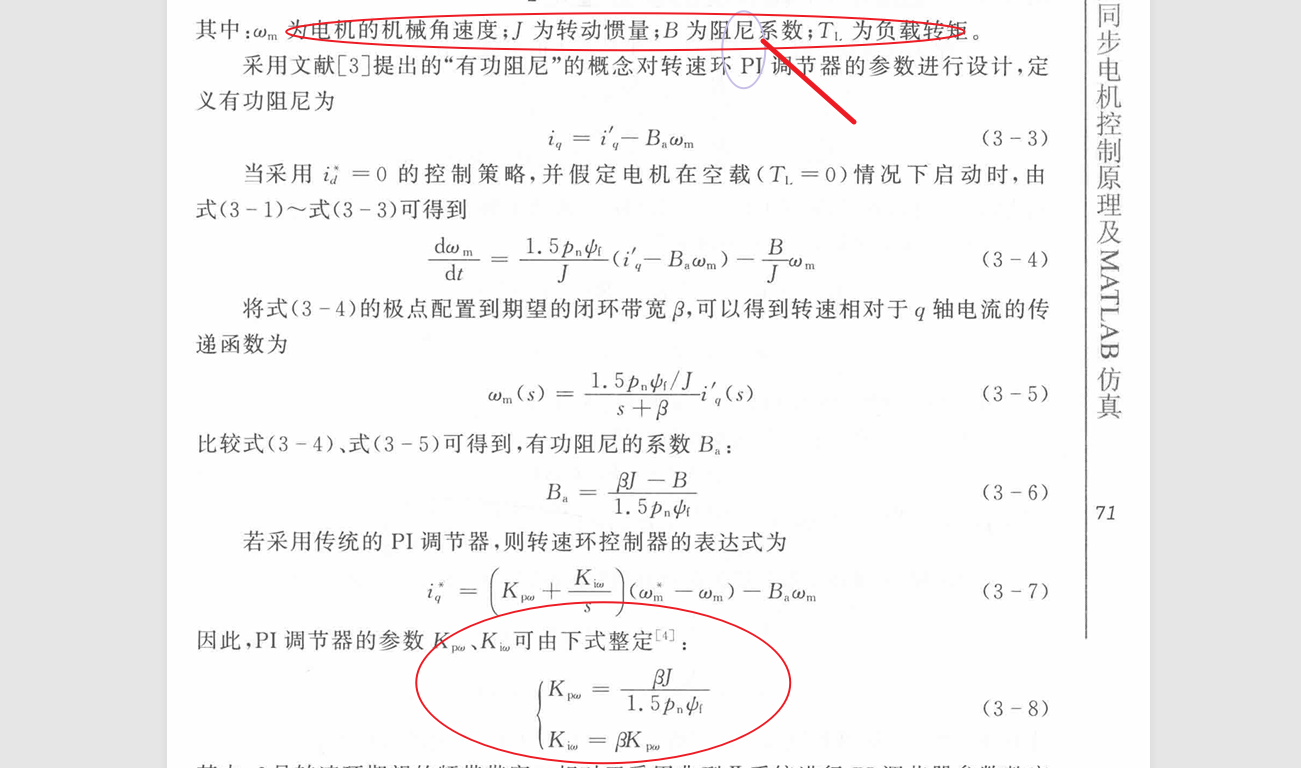 其中:ωm 为电机的机械角速度;J 为转动惯量;B 为阻尼系数;TL 为负载转矩。
采用文献[3]提出的“有功阻尼”的概念对转速环 PI 调节器的参数进行设计,定
义有功阻尼为
iq = i′q − Baωm (3-3)
当采用 i*d = 0 的控制策略,并假定电机在空载(TL = 0)情况下启动时,由
式(3-1)～式(3-3)可得到
dωm/dt = 1.5pnψf/J (i′q − Baωm) − B/J ωm (3-4)
将式(3-4)的极点配置到期望的闭环带宽 β,可以得到转速相对于 q 轴电流的传
递函数为
ωm(s) = (1.5pnψf/J)/(s + β) i′q(s) (3-5)
比较式(3-4)、式(3-5)可得到,有功阻尼的系数 Ba:
Ba = (βJ − B)/(1.5pnψf) (3-6)
若采用传统的 PI 调节器,则转速环控制器的表达式为
i*q = (Kpω + Kiω/s)(ω*m − ωm) − Baωm (3-7)
因此,PI 调节器的参数 Kpω、Kiω可由下式整定[4]:
Kpω = βJ/(1.5pnψf)
(3-8)
Kiω = βKpω
同步电机控制原理及MATLAB仿真
71